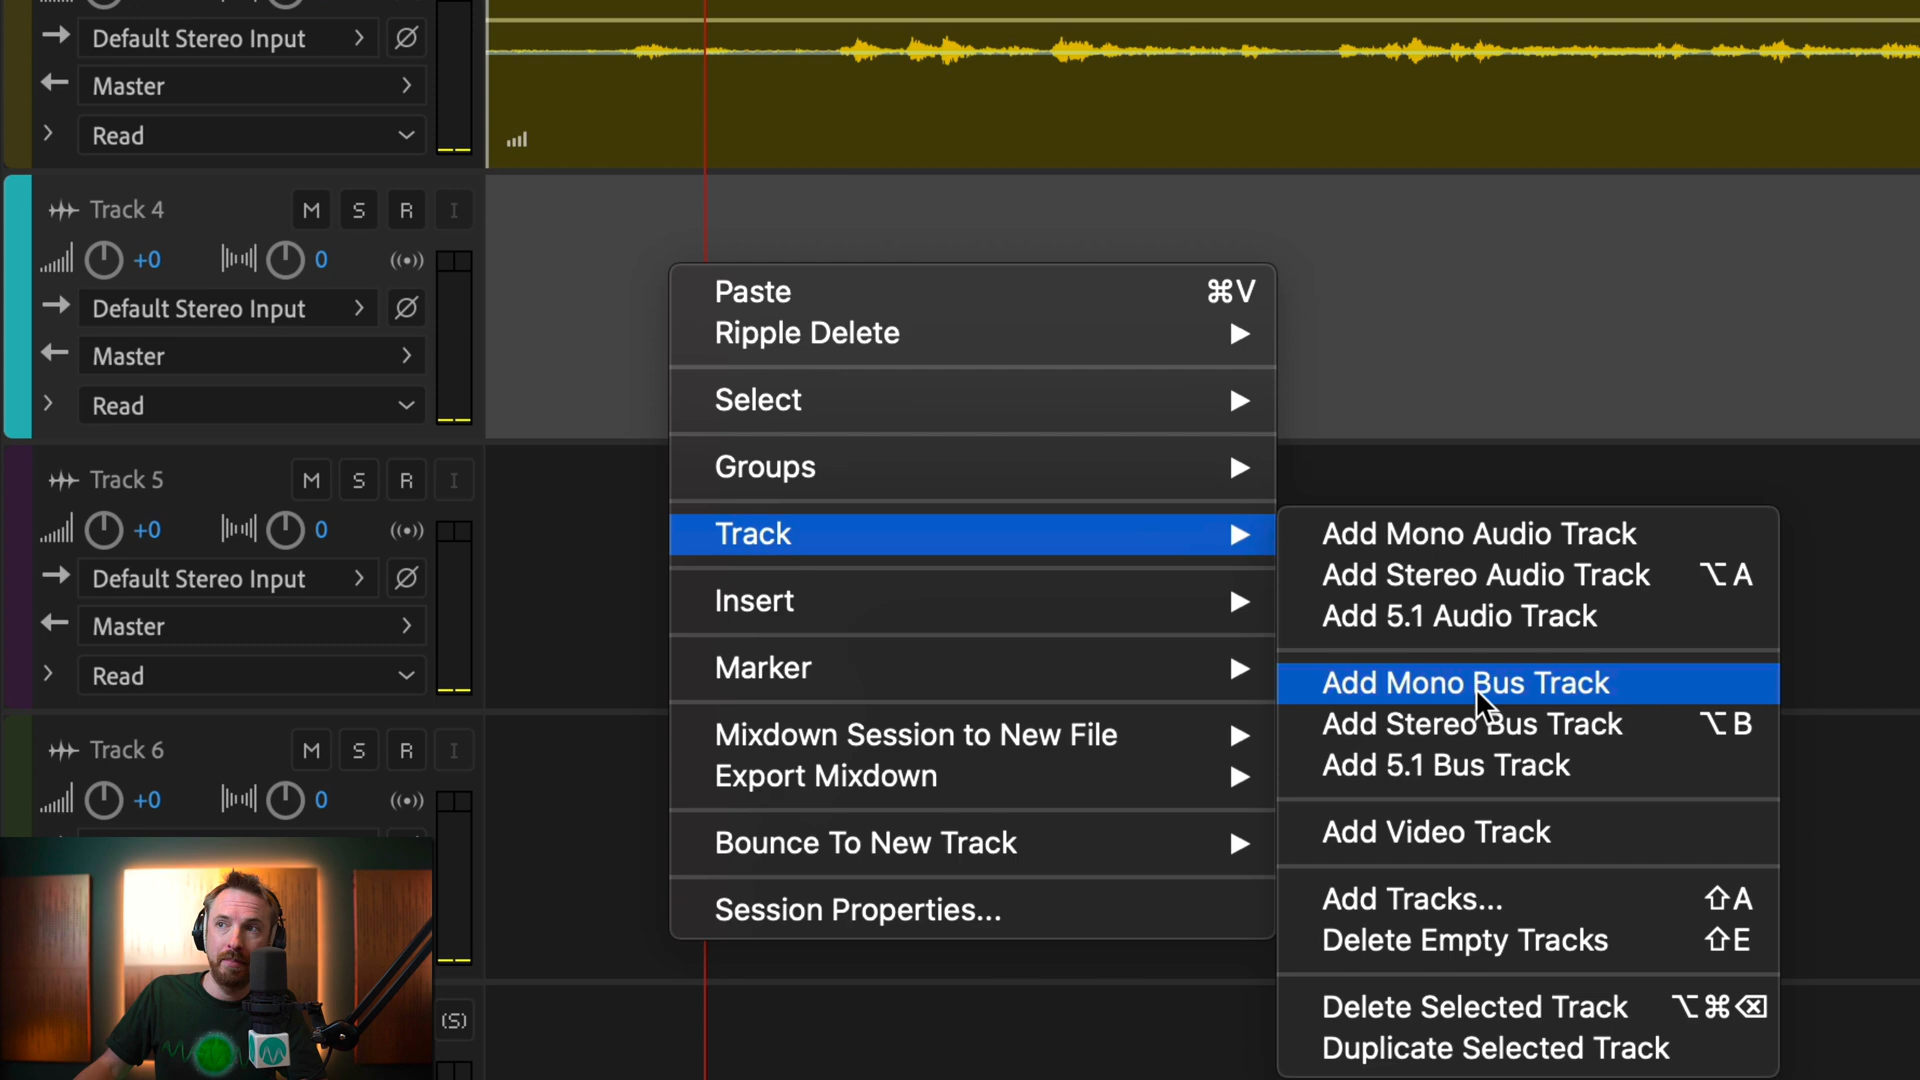 Default Stereo Input
Master
Read
Track 4
M S R I
+0 0
Default Stereo Input
Master
Read
Track 5
M S R I
+0 0
Default Stereo Input
Master
Read
Track 6
M S R I
+0 0
(S)
Paste ⌘V
Ripple Delete
Select
Groups
Track
Insert
Marker
Mixdown Session to New File
Export Mixdown
Bounce To New Track
Session Properties...
Add Mono Audio Track
Add Stereo Audio Track ⌥A
Add 5.1 Audio Track
Add Mono Bus Track
Add Stereo Bus Track ⌥B
Add 5.1 Bus Track
Add Video Track
Add Tracks... ⇧A
Delete Empty Tracks ⇧E
Delete Selected Track ⌥⌘⌫
Duplicate Selected Track